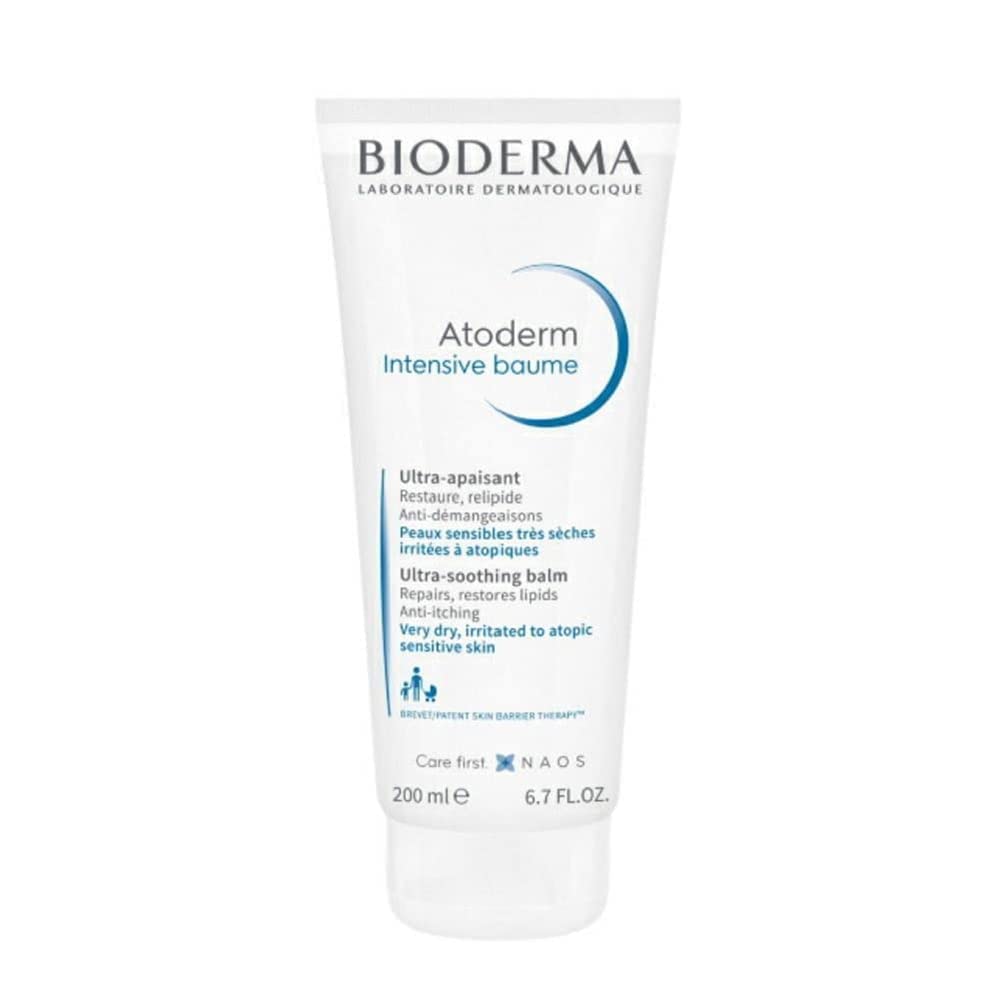 BIODERMA
LABORATOIRE DERMATOLOGIQUE
Atoderm
Intensive baume
Ultra-apaisant
Restaure, relipide
Anti-démangeaisons
Peaux sensibles très sèches
irritées à atopiques
Ultra-soothing balm
Repairs, restores lipids
Anti-itching
Very dry, irritated to atopic
sensitive skin
BREVET/PATENT SKIN BARRIER THERAPY™
Care first. NAOS
200 ml ℮ 6.7 FL.OZ.